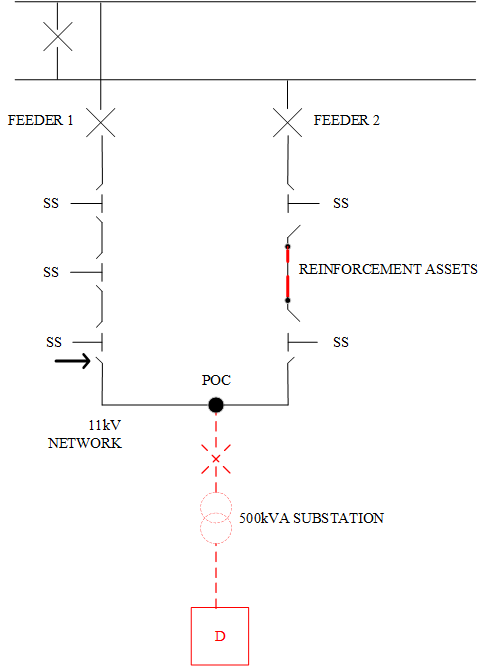 FEEDER 1
FEEDER 2
SS
SS
SS
REINFORCEMENT ASSETS
SS
SS
POC
11kV
NETWORK
500kVA SUBSTATION
D